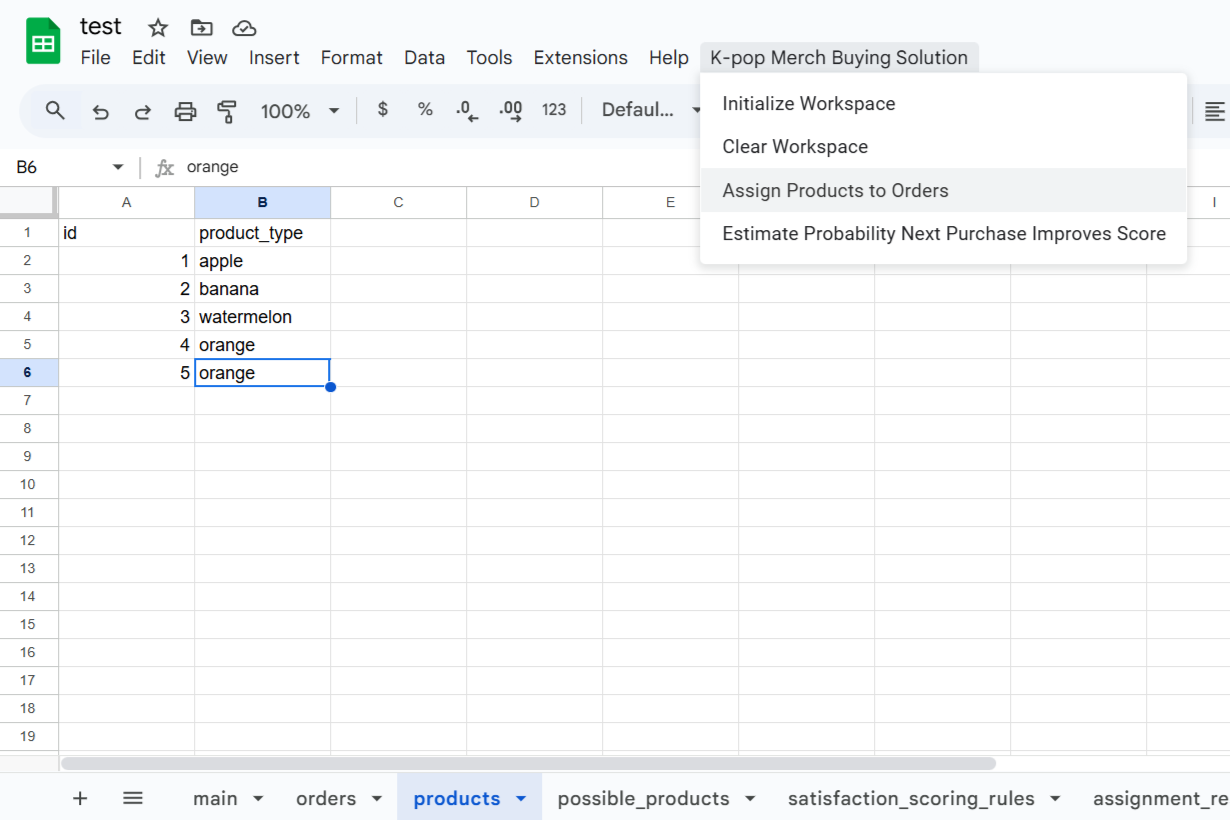 test
File Edit View Insert Format Data Tools Extensions Help K-pop Merch Buying Solution
Initialize Workspace
Clear Workspace
Assign Products to Orders
Estimate Probability Next Purchase Improves Score
100% $ % .0 .00 123 Defaul...
B6 fx orange
A B C D E I
1 id product_type
2 1 apple
3 2 banana
4 3 watermelon
5 4 orange
6 5 orange
7
8
9
10
11
12
13
14
15
16
17
18
19
main orders products possible_products satisfaction_scoring_rules assignment_re